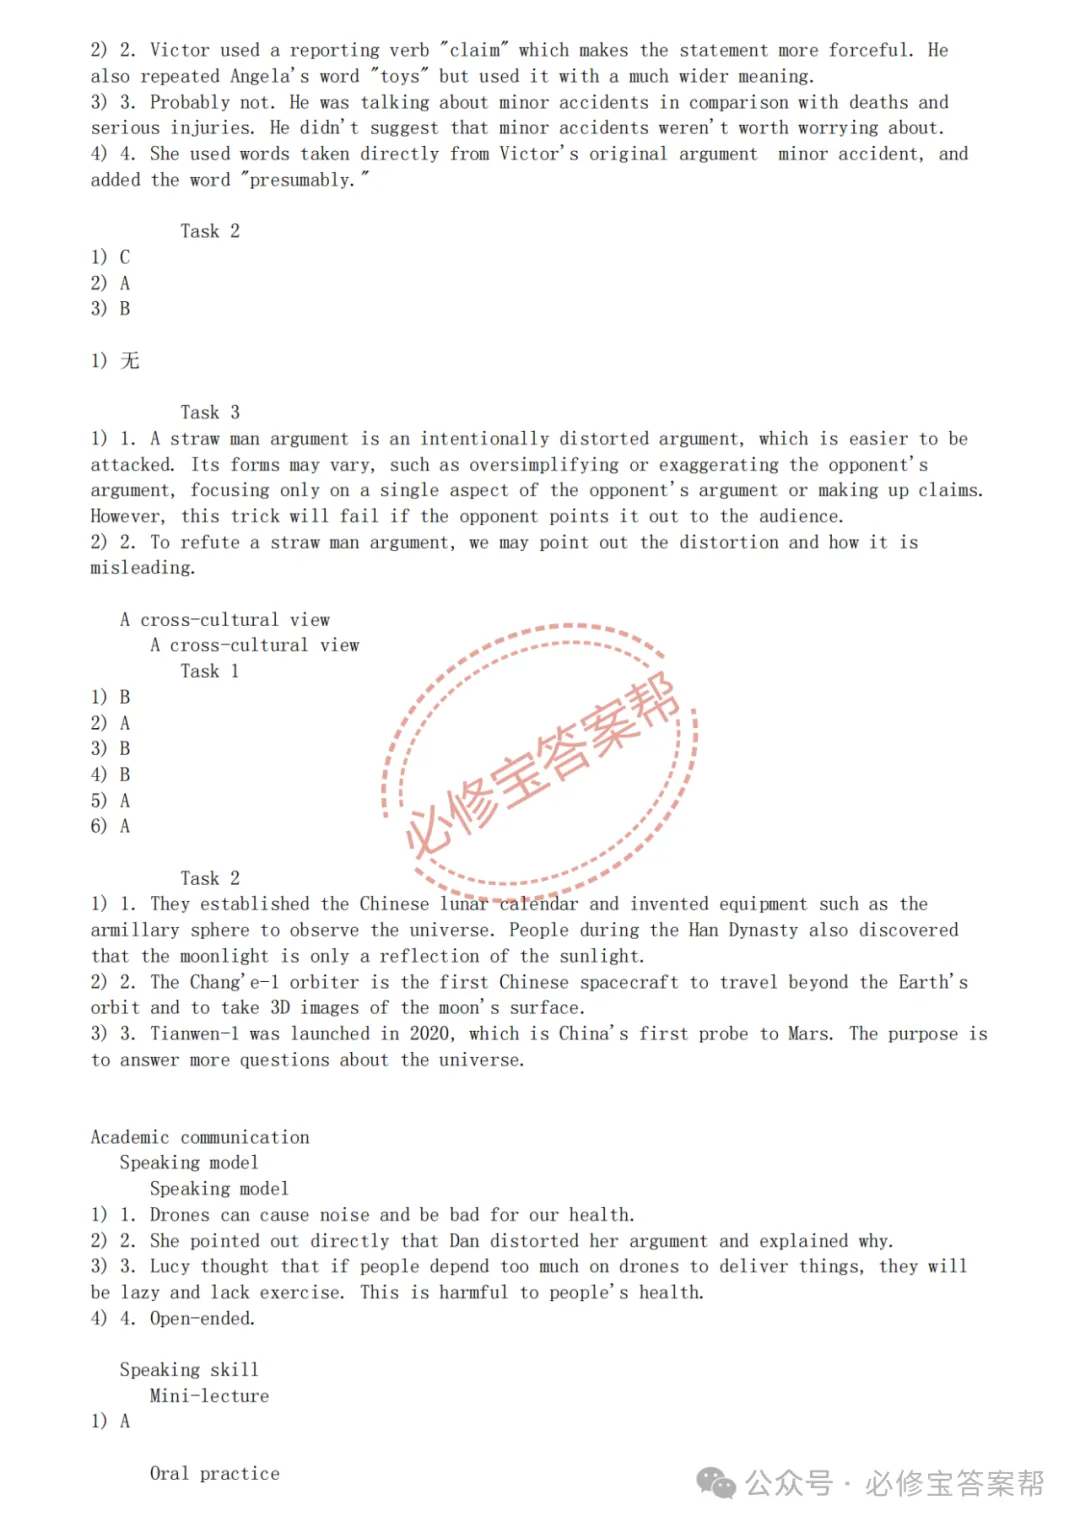 2) 2. Victor used a reporting verb "claim" which makes the statement more forceful. He
also repeated Angela's word "toys" but used it with a much wider meaning.
3) 3. Probably not. He was talking about minor accidents in comparison with deaths and
serious injuries. He didn't suggest that minor accidents weren't worth worrying about.
4) 4. She used words taken directly from Victor's original argument  minor accident, and
added the word "presumably."
Task 2
1) C
2) A
3) B
1) 无
Task 3
1) 1. A straw man argument is an intentionally distorted argument, which is easier to be
attacked. Its forms may vary, such as oversimplifying or exaggerating the opponent's
argument, focusing only on a single aspect of the opponent's argument or making up claims.
However, this trick will fail if the opponent points it out to the audience.
2) 2. To refute a straw man argument, we may point out the distortion and how it is
misleading.
A cross-cultural view
A cross-cultural view
Task 1
1) B
2) A
3) B
4) B
5) A
6) A
必修宝答案帮
Task 2
1) 1. They established the Chinese lunar calendar and invented equipment such as the
armillary sphere to observe the universe. People during the Han Dynasty also discovered
that the moonlight is only a reflection of the sunlight.
2) 2. The Chang'e-1 orbiter is the first Chinese spacecraft to travel beyond the Earth's
orbit and to take 3D images of the moon's surface.
3) 3. Tianwen-1 was launched in 2020, which is China's first probe to Mars. The purpose is
to answer more questions about the universe.
Academic communication
Speaking model
Speaking model
1) 1. Drones can cause noise and be bad for our health.
2) 2. She pointed out directly that Dan distorted her argument and explained why.
3) 3. Lucy thought that if people depend too much on drones to deliver things, they will
be lazy and lack exercise. This is harmful to people's health.
4) 4. Open-ended.
Speaking skill
Mini-lecture
1) A
Oral practice
公众号 · 必修宝答案帮